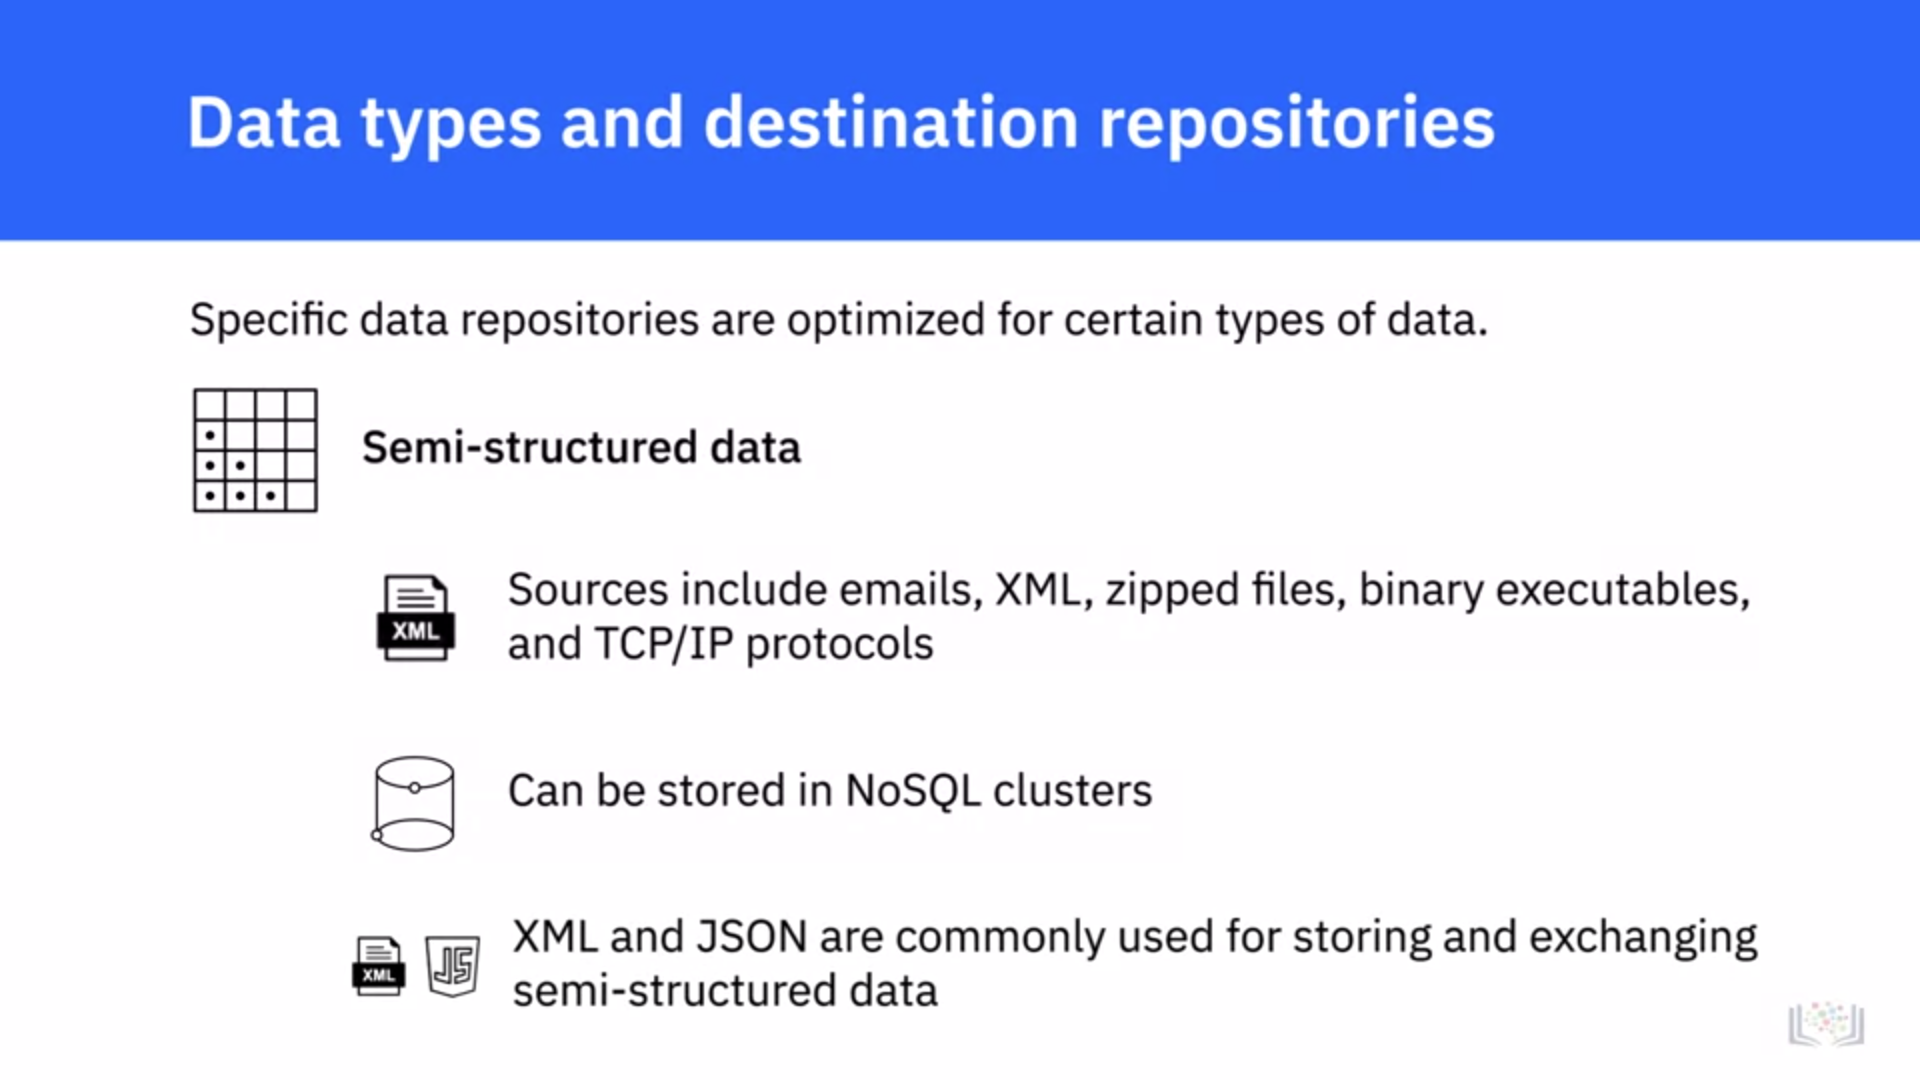 Data types and destination repositories
Specific data repositories are optimized for certain types of data.
Semi-structured data
XML
Sources include emails, XML, zipped files, binary executables,
and TCP/IP protocols
Can be stored in NoSQL clusters
XML
JS
XML and JSON are commonly used for storing and exchanging
semi-structured data